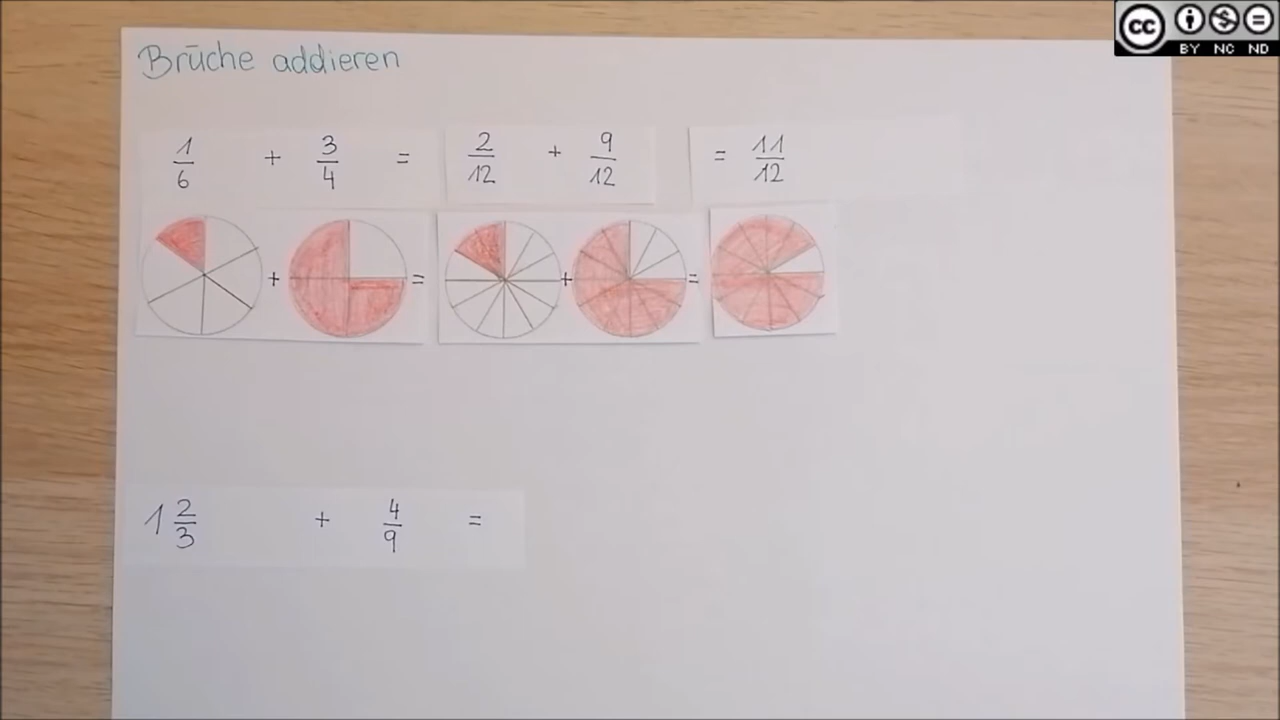 cc BY NC ND
Brüche addieren
1/6 + 3/4 = 2/12 + 9/12 = 11/12
+ = + =
1 2/3 + 4/9 =